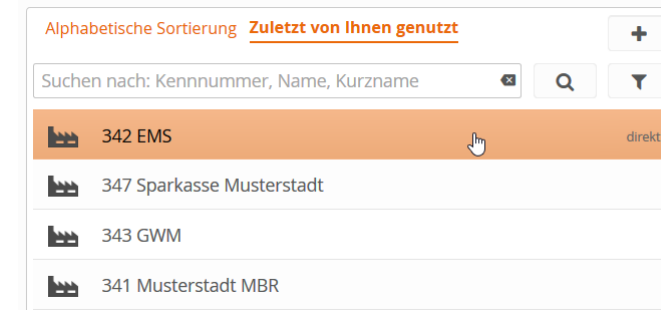 Alphabetische Sortierung Zuletzt von Ihnen genutzt
Suchen nach: Kennnummer, Name, Kurzname
342 EMS direkt
347 Sparkasse Musterstadt
343 GWM
341 Musterstadt MBR